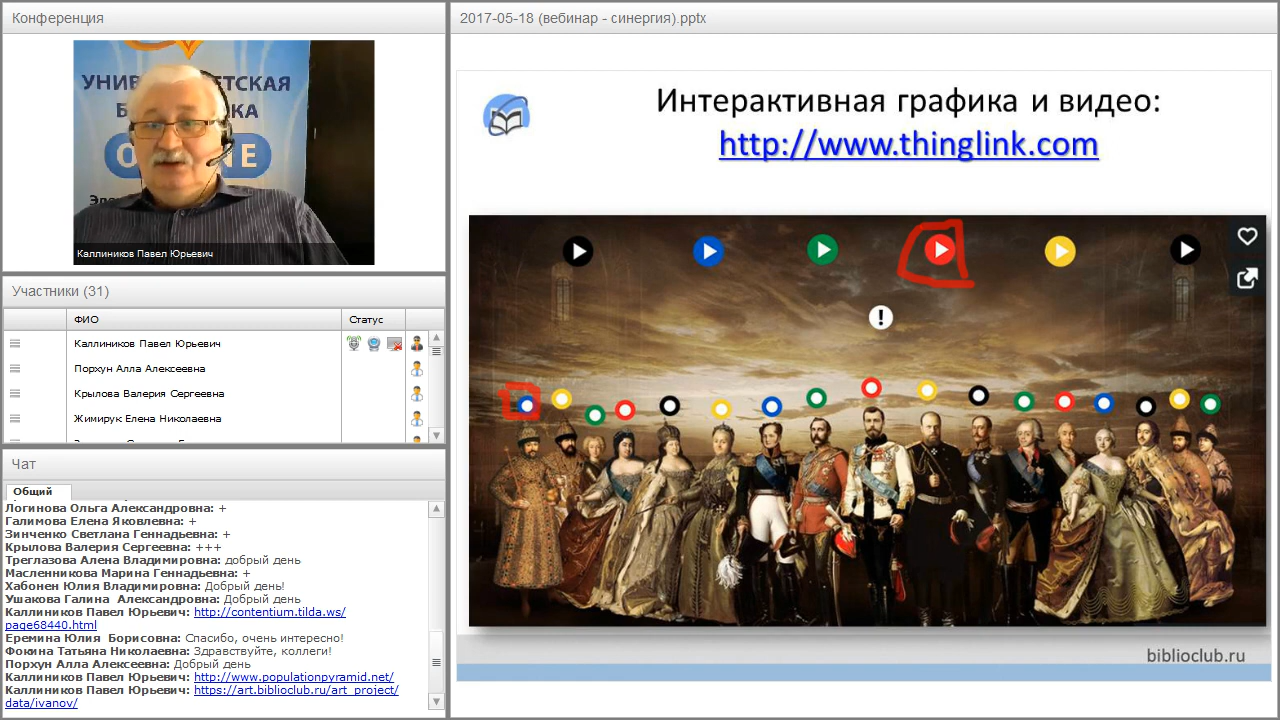 Конференция
УНИВ ЕТСКАЯ
Б КА
O NE
Каллиников Павел Юрьевич
Участники (31)
ФИО Статус
Каллиников Павел Юрьевич
Порхун Алла Алексеевна
Крылова Валерия Сергеевна
Жимирук Елена Николаевна
Чат
Общий
Логинова Ольга Александровна: +
Галимова Елена Яковлевна: +
Зинченко Светлана Геннадьевна: +
Крылова Валерия Сергеевна: +++
Треглазова Алена Владимировна: добрый день
Масленникова Марина Геннадьевна: +
Хабонен Юлия Владимировна: Добрый день!
Ушакова Галина Александровна: Добрый день
Каллиников Павел Юрьевич: http://contentium.tilda.ws/
page68440.html
Еремина Юлия Борисовна: Спасибо, очень интересно!
Фокина Татьяна Николаевна: Здравствуйте, коллеги!
Порхун Алла Алексеевна: Добрый день
Каллиников Павел Юрьевич: http://www.populationpyramid.net/
Каллиников Павел Юрьевич: https://art.biblioclub.ru/art_project/
data/ivanov/
2017-05-18 (вебинар - синергия).pptx
Интерактивная графика и видео:
http://www.thinglink.com
!
biblioclub.ru